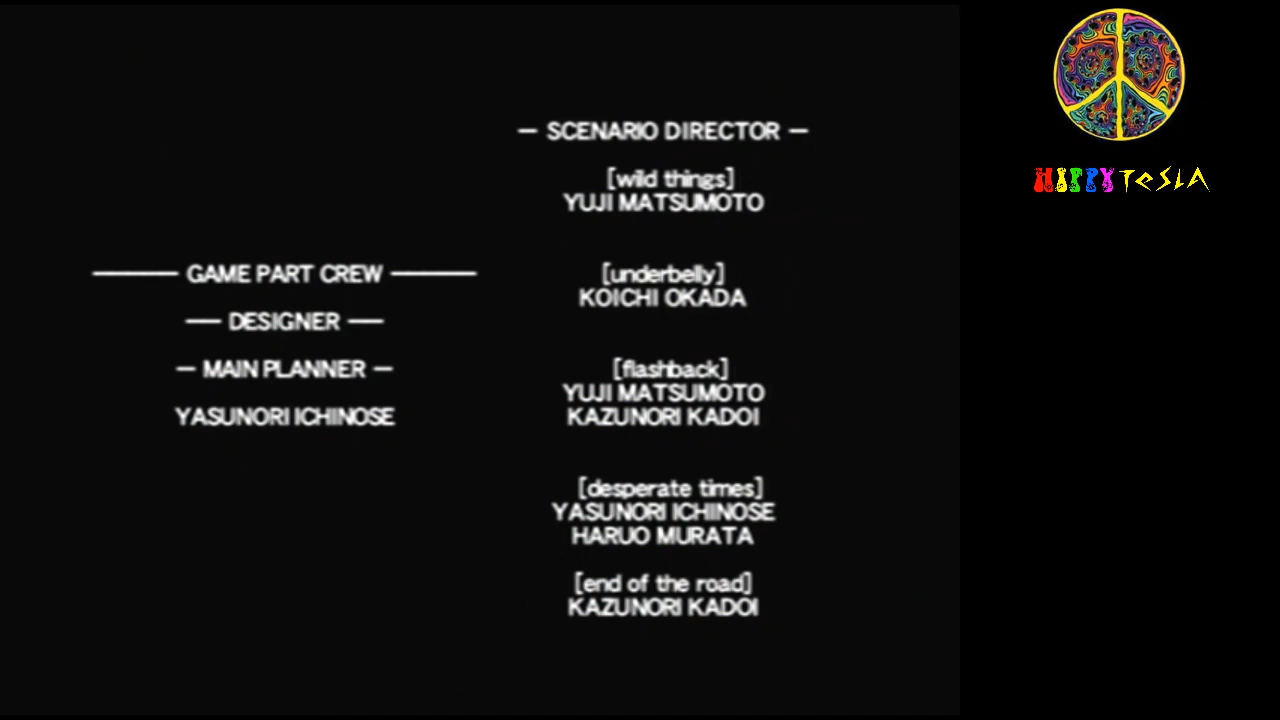 — GAME PART CREW —
— DESIGNER —
— MAIN PLANNER —
YASUNORI ICHINOSE
— SCENARIO DIRECTOR —
[wild things]
YUJI MATSUMOTO
[underbelly]
KOICHI OKADA
[flashback]
YUJI MATSUMOTO
KAZUNORI KADOI
[desperate times]
YASUNORI ICHINOSE
HARUO MURATA
[end of the road]
KAZUNORI KADOI
HIPPYTeSLA